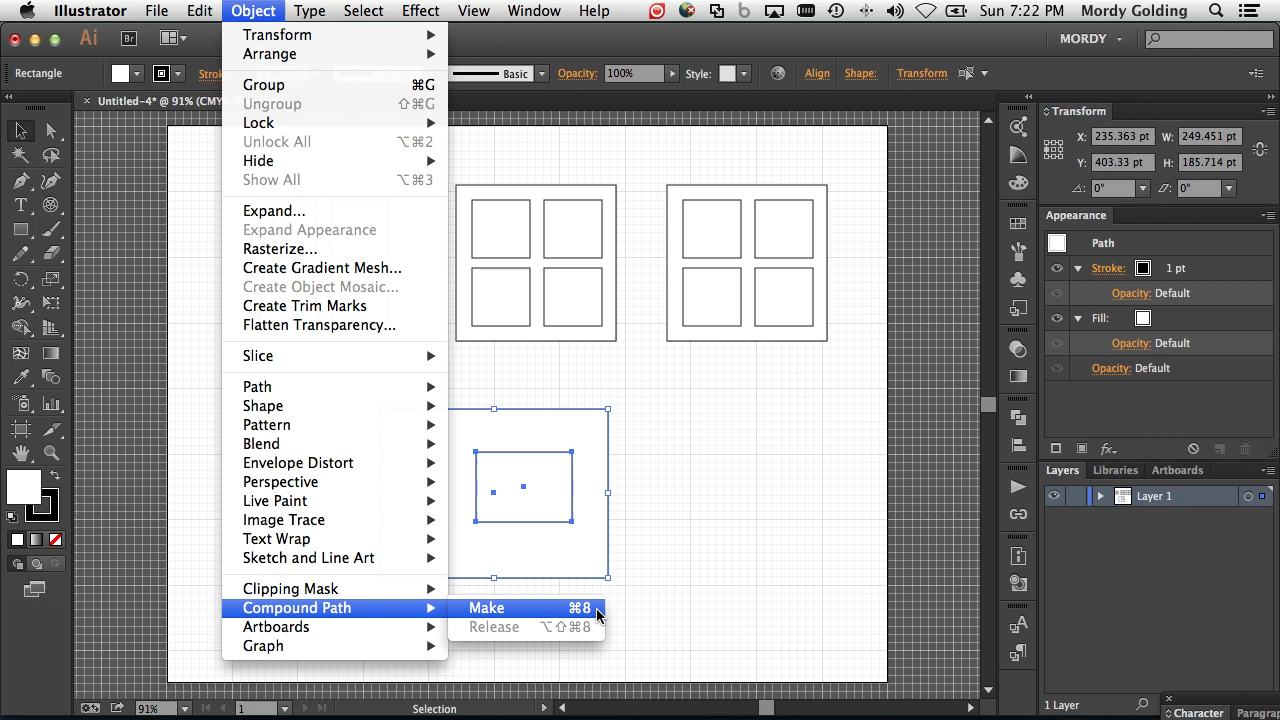 Illustrator File Edit Object Type Select Effect View Window Help Sun 7:22 PM Mordy Golding
Ai Br MORDY
Rectangle Strok Basic Opacity: 100% Style: Align Shape: Transform
× Untitled-4* @ 91% (CMY
Transform
Arrange
Group ⌘G
Ungroup ⇧⌘G
Lock
Unlock All ⌥⌘2
Hide
Show All ⌥⌘3
Expand...
Expand Appearance
Rasterize...
Create Gradient Mesh...
Create Object Mosaic...
Create Trim Marks
Flatten Transparency...
Slice
Path
Shape
Pattern
Blend
Envelope Distort
Perspective
Live Paint
Image Trace
Text Wrap
Sketch and Line Art
Clipping Mask
Compound Path
Artboards
Graph
Make ⌘8
Release ⌥⇧⌘8
Transform
X: W: 249.451 pt
Y: 403.33 pt H: 185.714 pt
0° 0°
Appearance
Path
Stroke: 1 pt
Opacity: Default
Fill:
Opacity: Default
Opacity: Default
fx
Layers Libraries Artboards
Layer 1
1 Layer
Character Paragra
91% 1 Selection